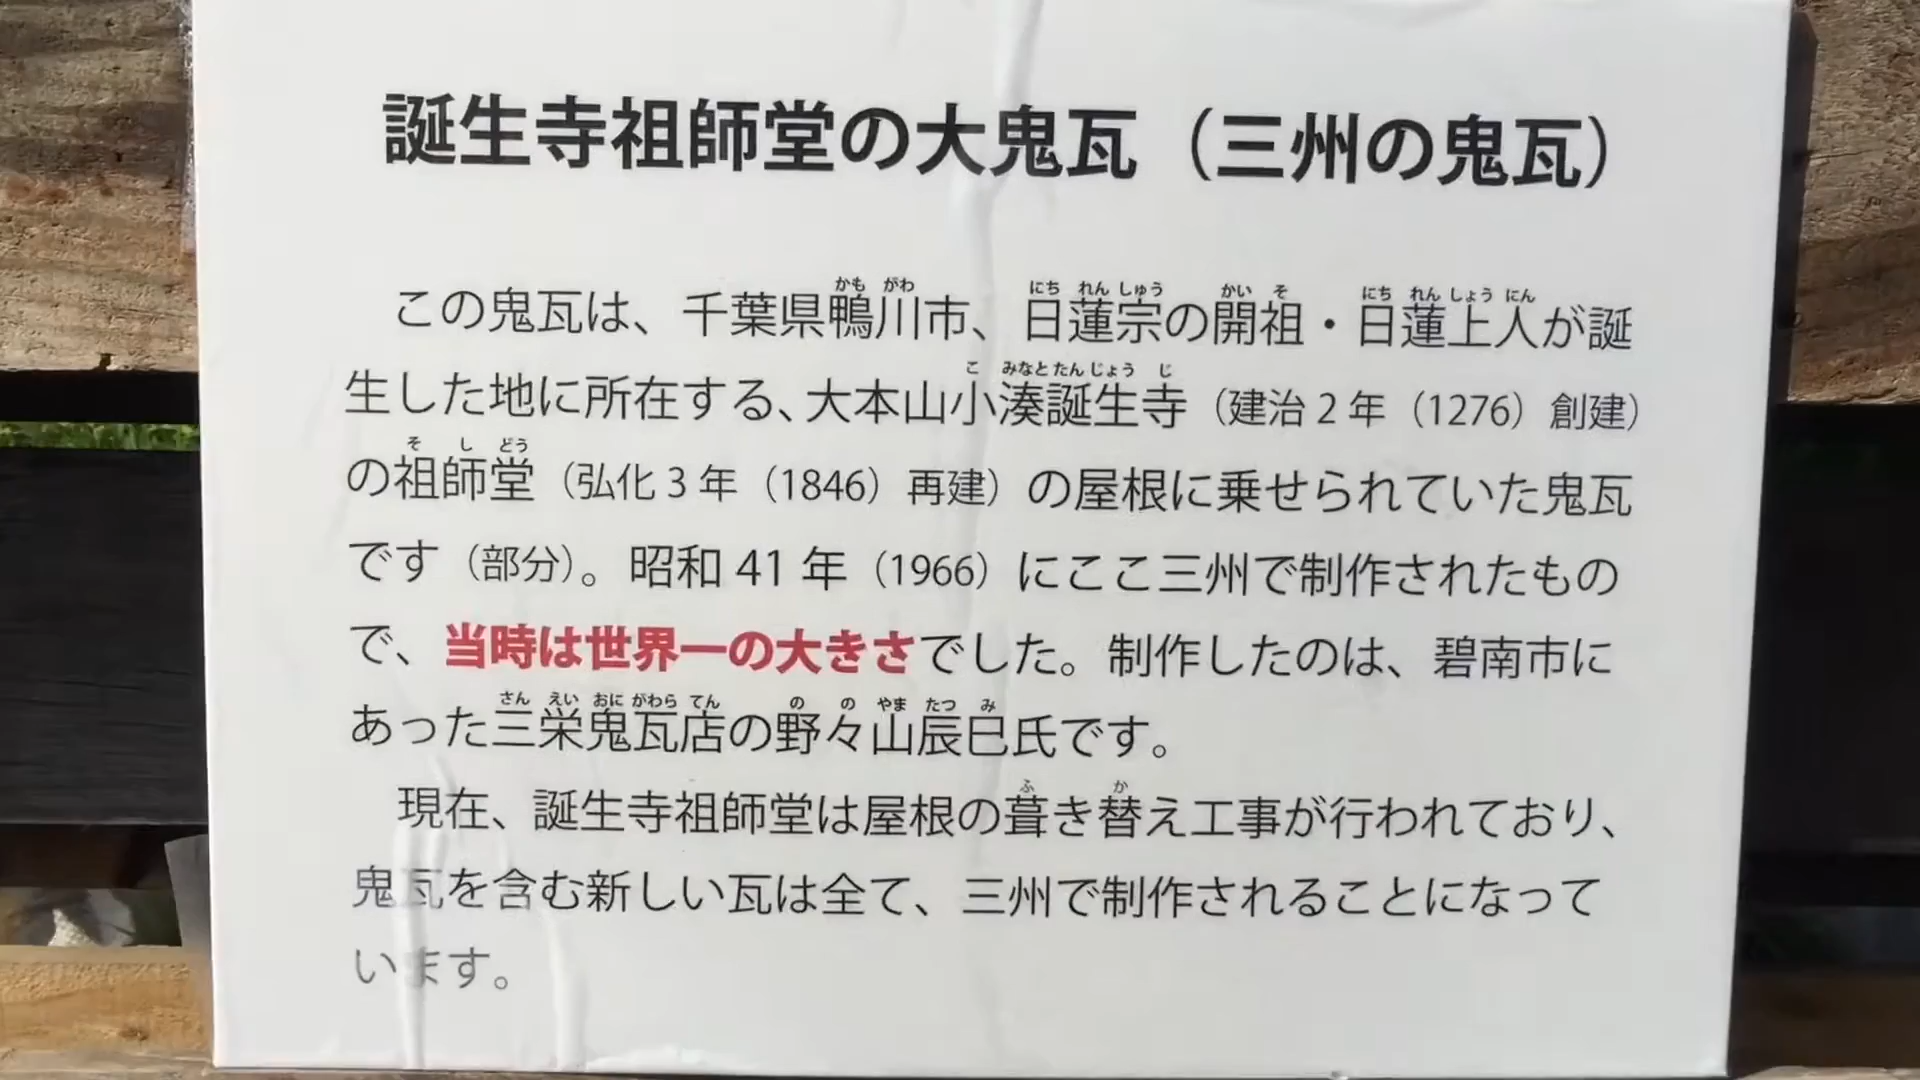 誕生寺祖師堂の大鬼瓦（三州の鬼瓦）
かも がわ にち れん しゅう かい そ にち れん しょう にん
この鬼瓦は、千葉県鴨川市、日蓮宗の開祖・日蓮上人が誕
こ みなと たん じょう じ
生した地に所在する、大本山小湊誕生寺（建治2年（1276）創建）
そ し どう
の祖師堂（弘化3年（1846）再建）の屋根に乗せられていた鬼瓦
です（部分）。昭和41年（1966）にここ三州で制作されたもの
で、当時は世界一の大きさでした。制作したのは、碧南市に
さん えい おに がわら てん の の やま たつ み
あった三栄鬼瓦店の野々山辰巳氏です。
ふ か
現在、誕生寺祖師堂は屋根の葺き替え工事が行われており、
鬼瓦を含む新しい瓦は全て、三州で制作されることになって
います。